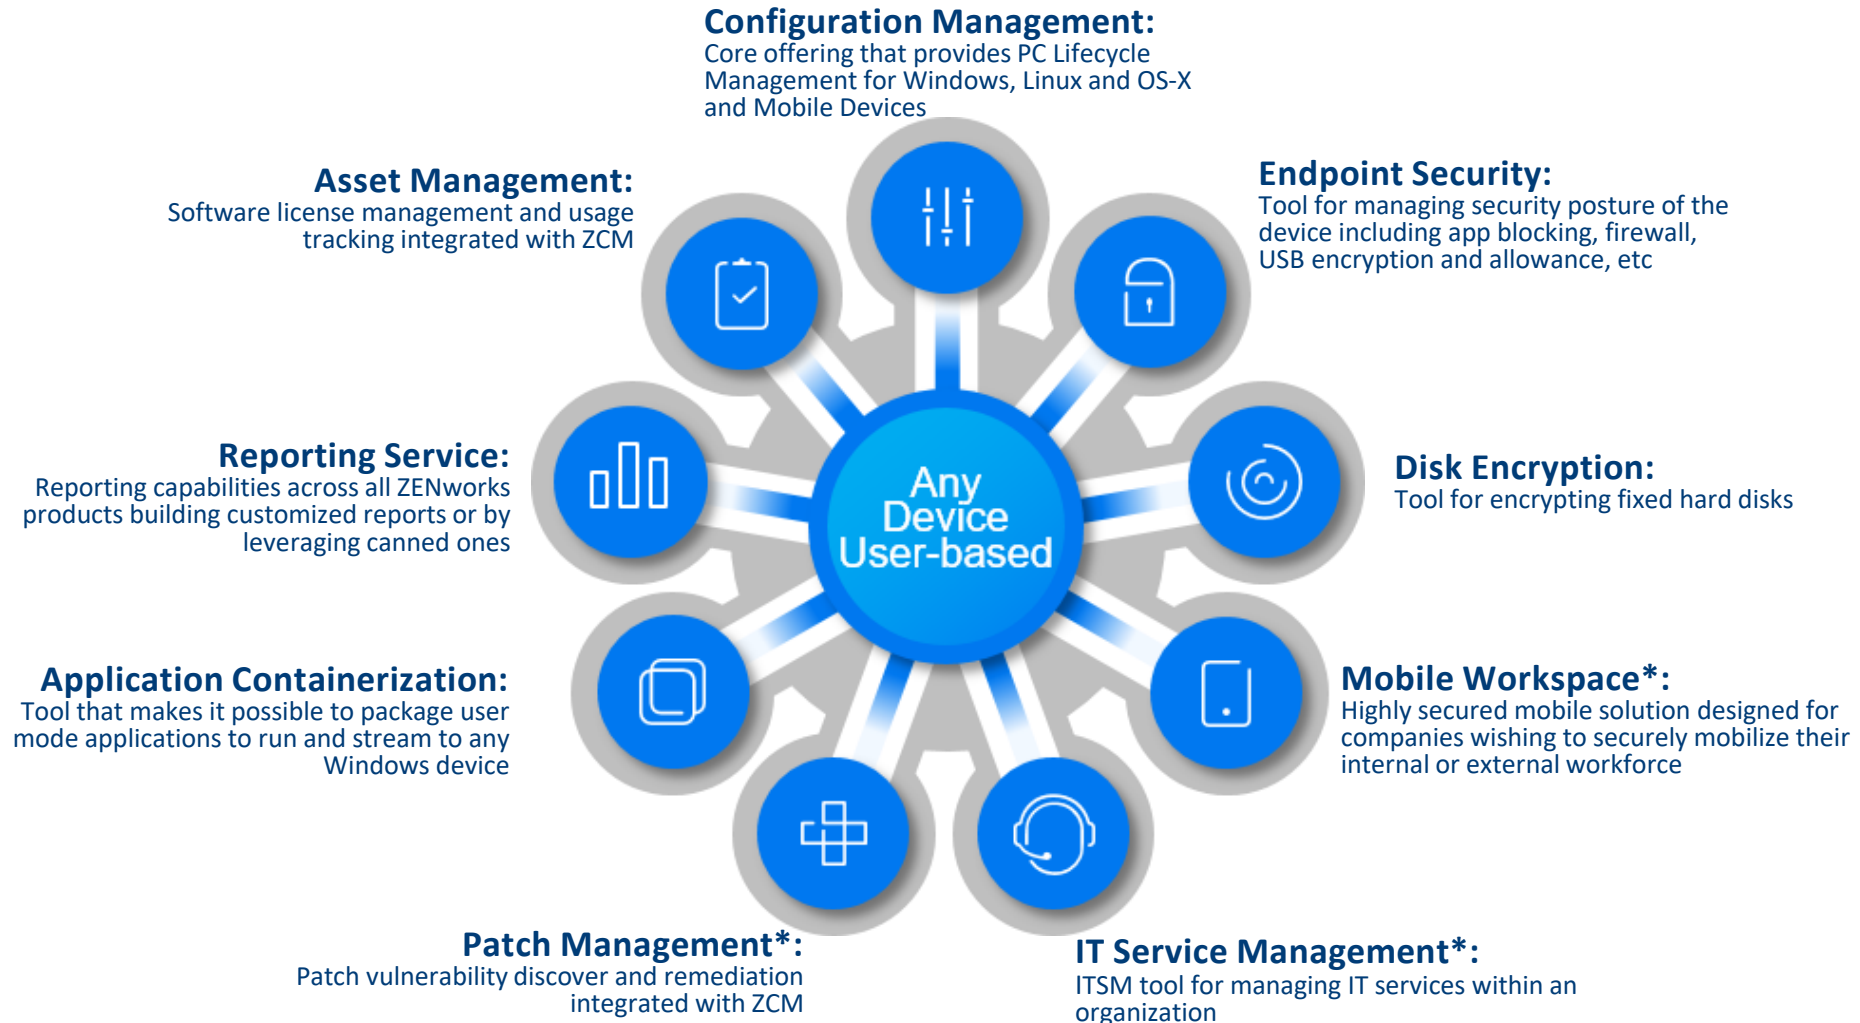 Configuration Management:
Core offering that provides PC Lifecycle
Management for Windows, Linux and OS-X
and Mobile Devices
Asset Management:
Software license management and usage
tracking integrated with ZCM
Endpoint Security:
Tool for managing security posture of the
device including app blocking, firewall,
USB encryption and allowance, etc
Reporting Service:
Reporting capabilities across all ZENworks
products building customized reports or by
leveraging canned ones
Any
Device
User-based
Disk Encryption:
Tool for encrypting fixed hard disks
Application Containerization:
Tool that makes it possible to package user
mode applications to run and stream to any
Windows device
Mobile Workspace*:
Highly secured mobile solution designed for
companies wishing to securely mobilize their
internal or external workforce
Patch Management*:
Patch vulnerability discover and remediation
integrated with ZCM
IT Service Management*:
ITSM tool for managing IT services within an
organization